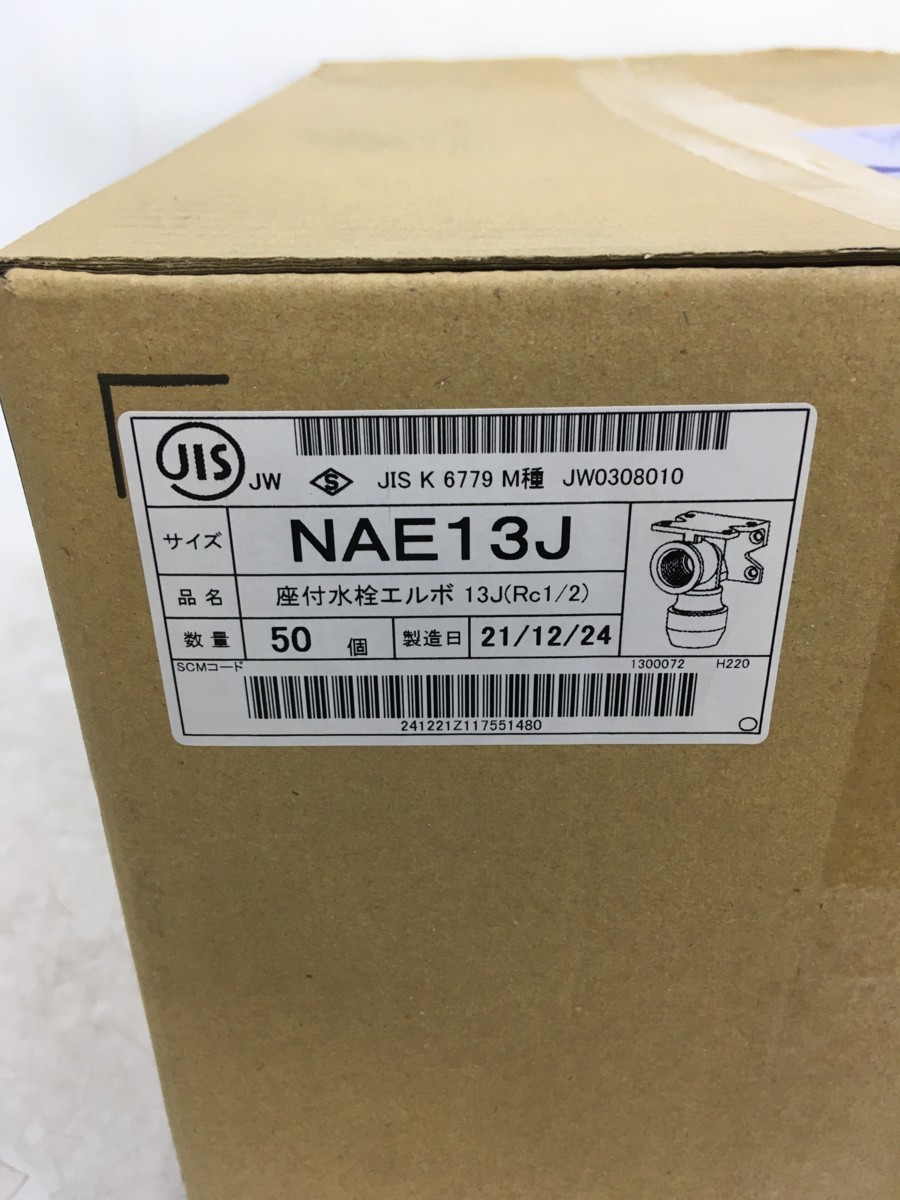 JIS JW S JIS K 6779 M種 JW0308010
サイズ NAE13J
品名 座付水栓エルボ 13J(Rc1/2)
数量 50 個 製造日 21/12/24
SCMコード 1300072 H220
241221Z117551480